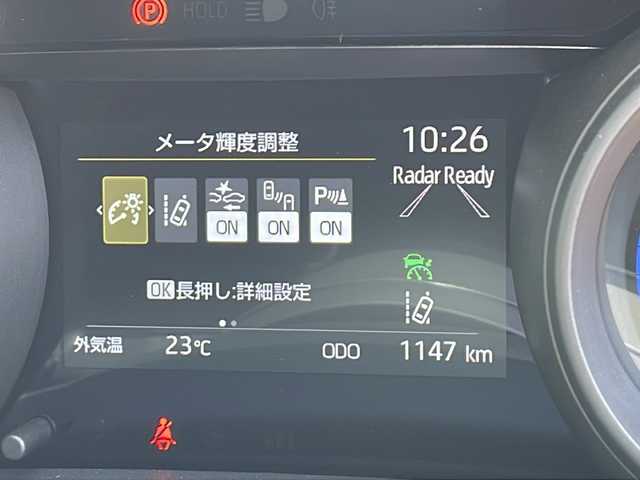 HOLD
メータ輝度調整
10:26
Radar Ready
ON ON ON
OK長押し:詳細設定
外気温 23℃ ODO 1147 km